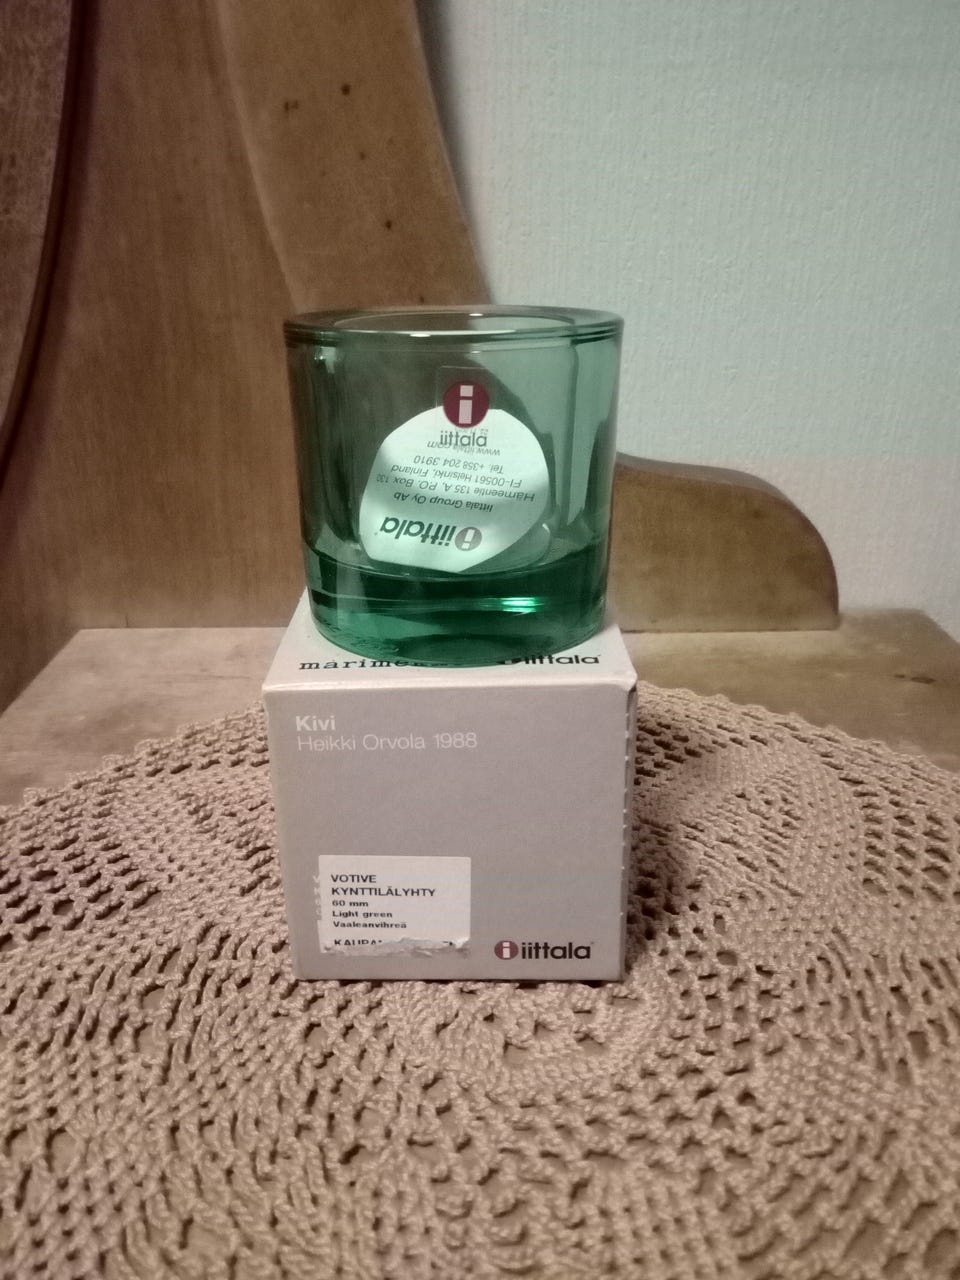 i
iittala
www.iittala.com
Tel. +358 204 3910
FI-00561 Helsinki, Finland
Hämeentie 135 A, P.O. Box 130
Iittala Group Oy Ab
iittala
iittala
Kivi
Heikki Orvola 1988
VOTIVE
KYNTTILÄLYHTY
60 mm
Light green
Vaaleanvihreä
iittala